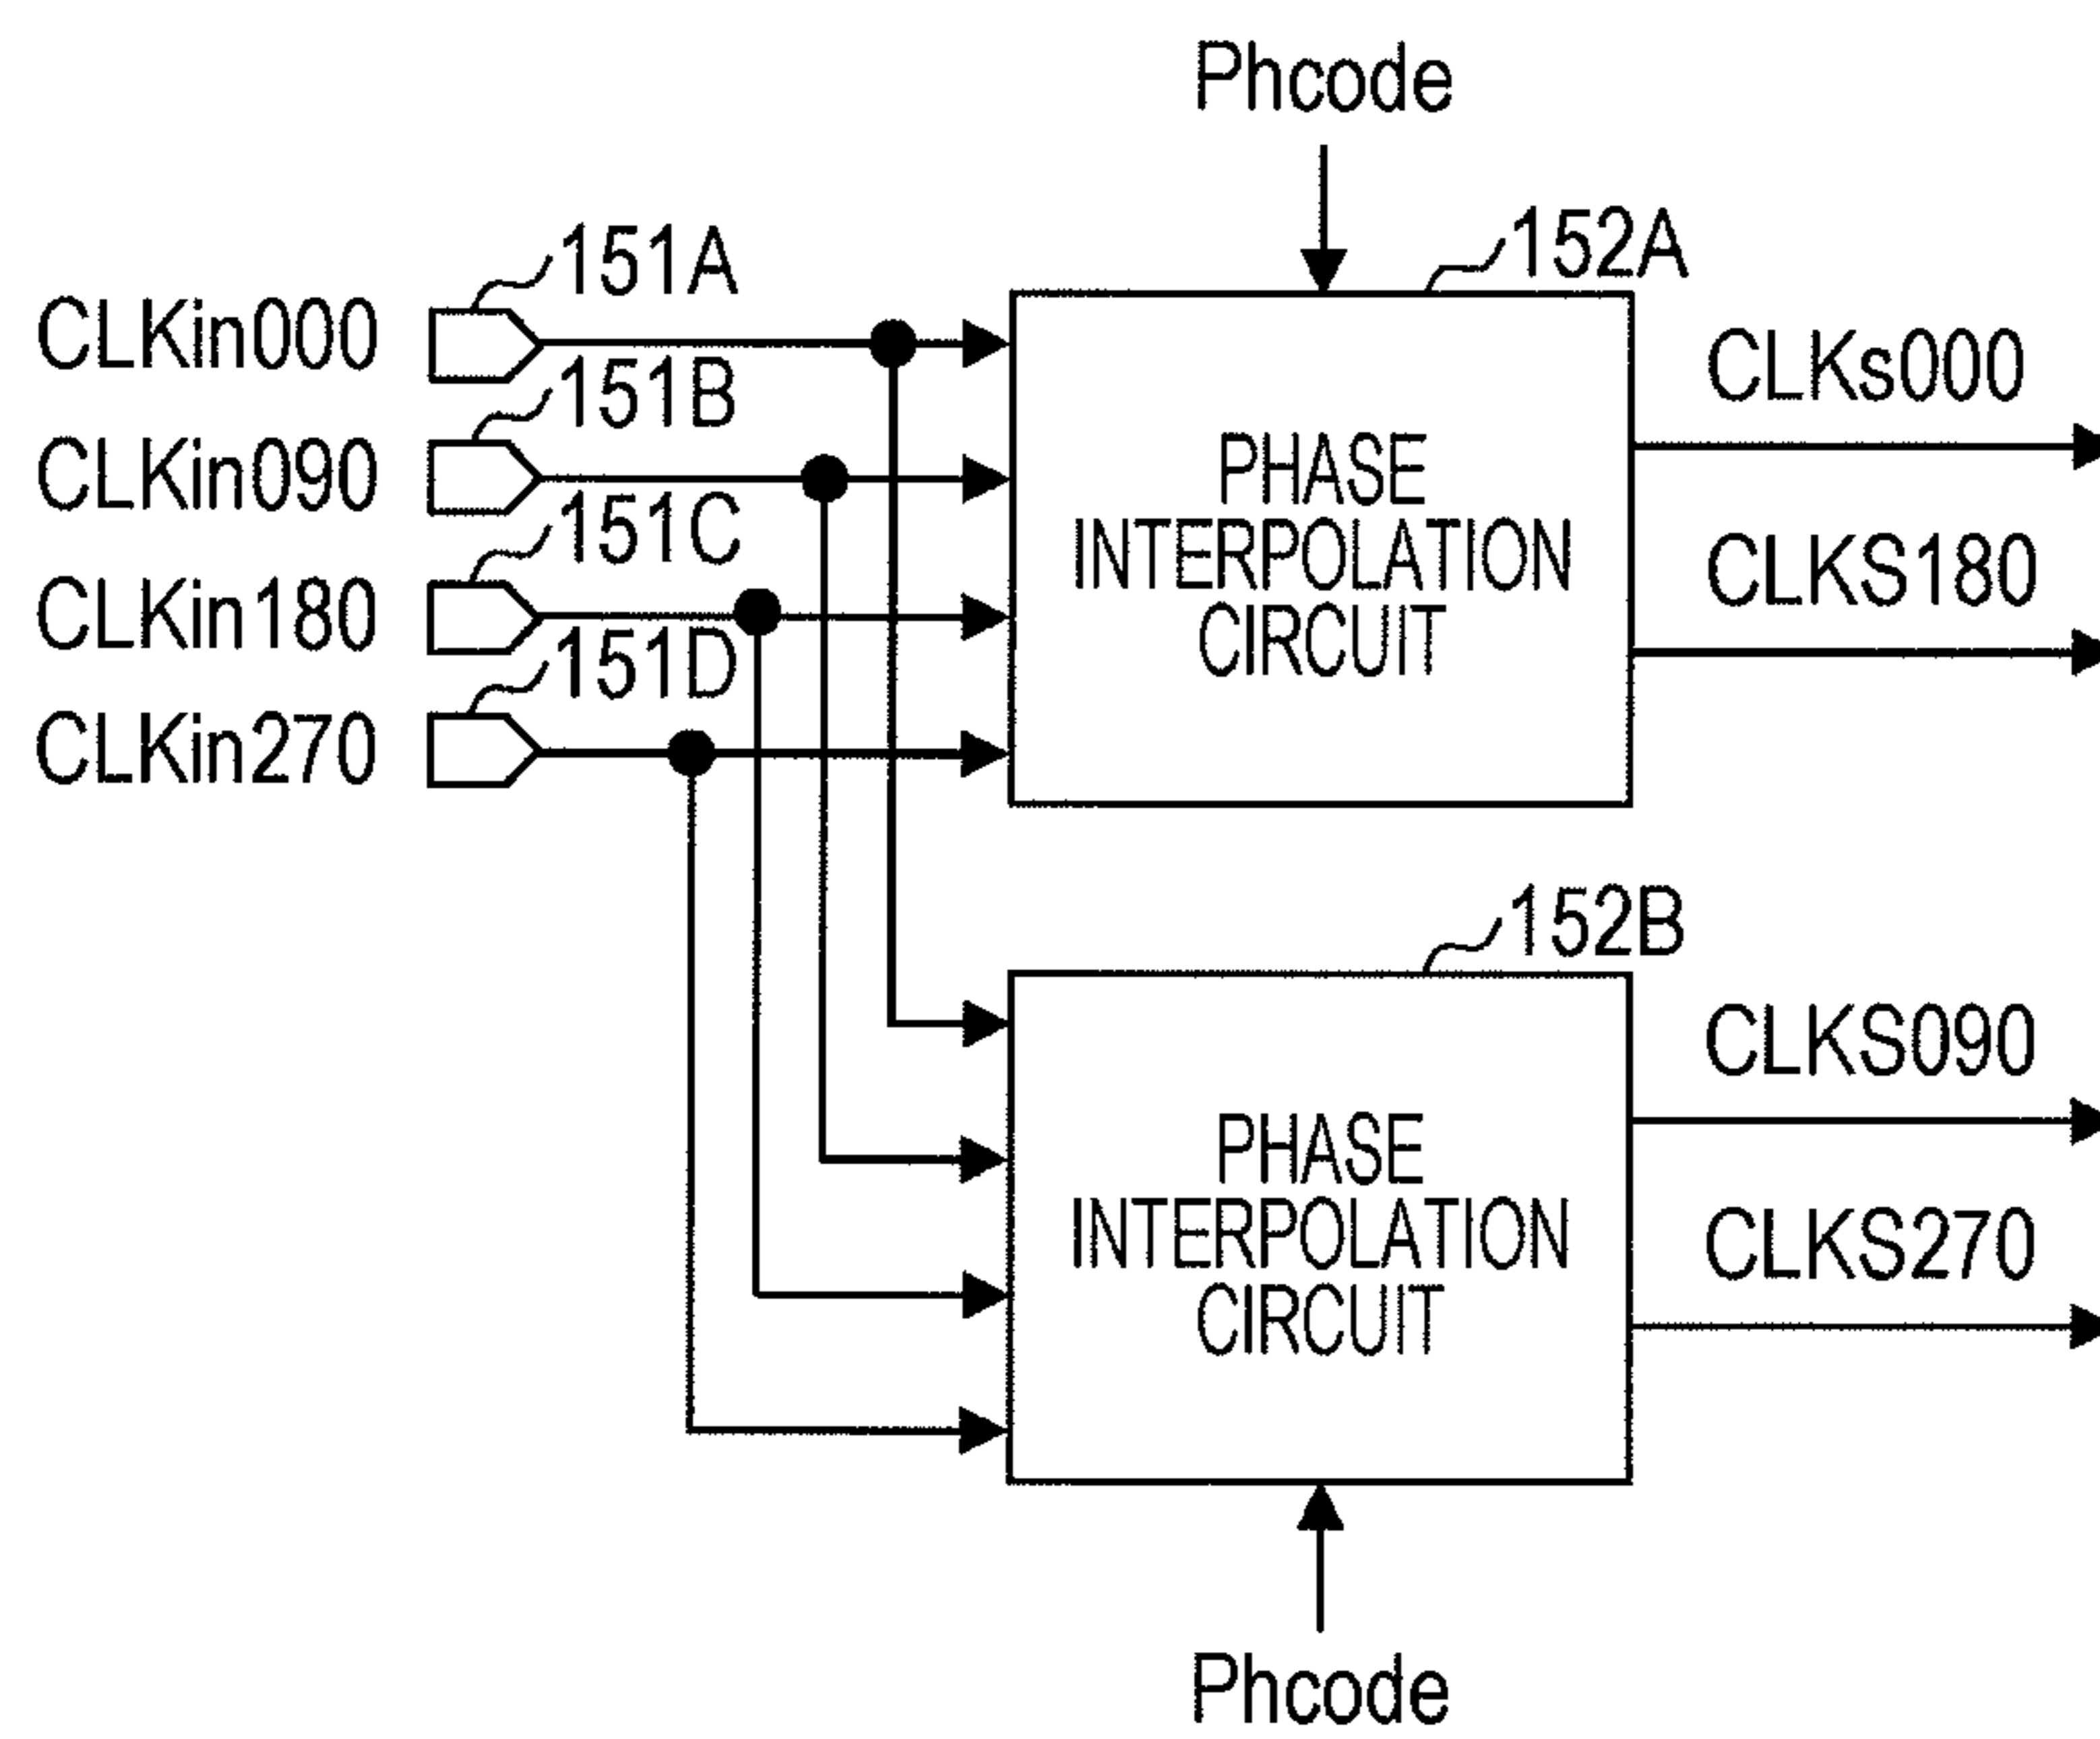 Phcode
152A
151A
CLKin000
151B
CLKin090
151C
CLKin180
151D
CLKin270
PHASE
INTERPOLATION
CIRCUIT
CLKs000
CLKS180
152B
PHASE
INTERPOLATION
CIRCUIT
CLKS090
CLKS270
Phcode